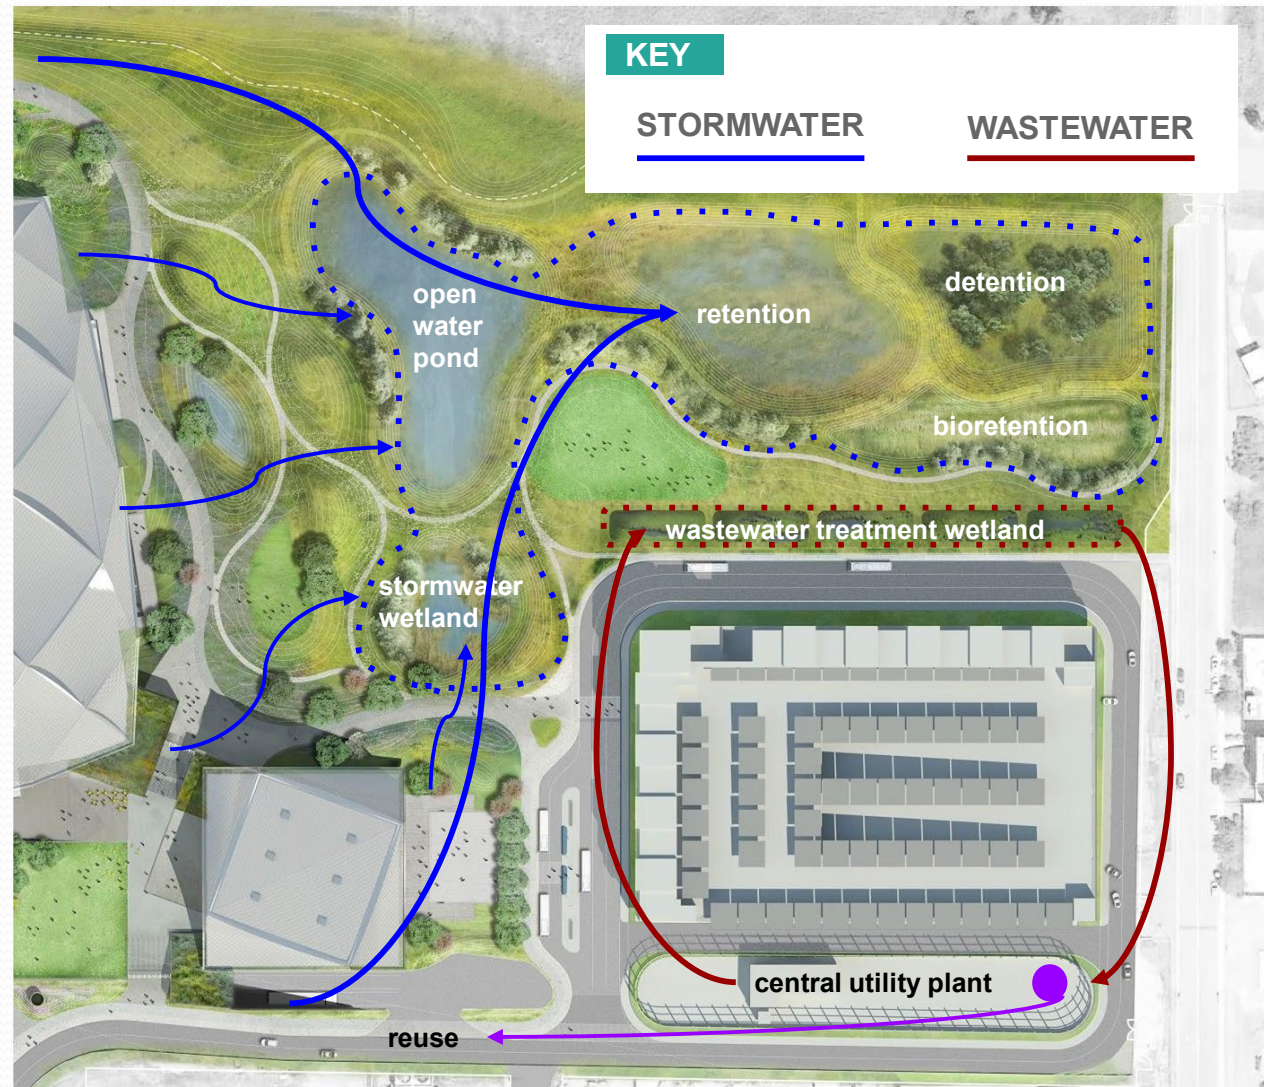 KEY
STORMWATER
WASTEWATER
open
water
pond
retention
detention
bioretention
wastewater treatment wetland
stormwater
wetland
central utility plant
reuse